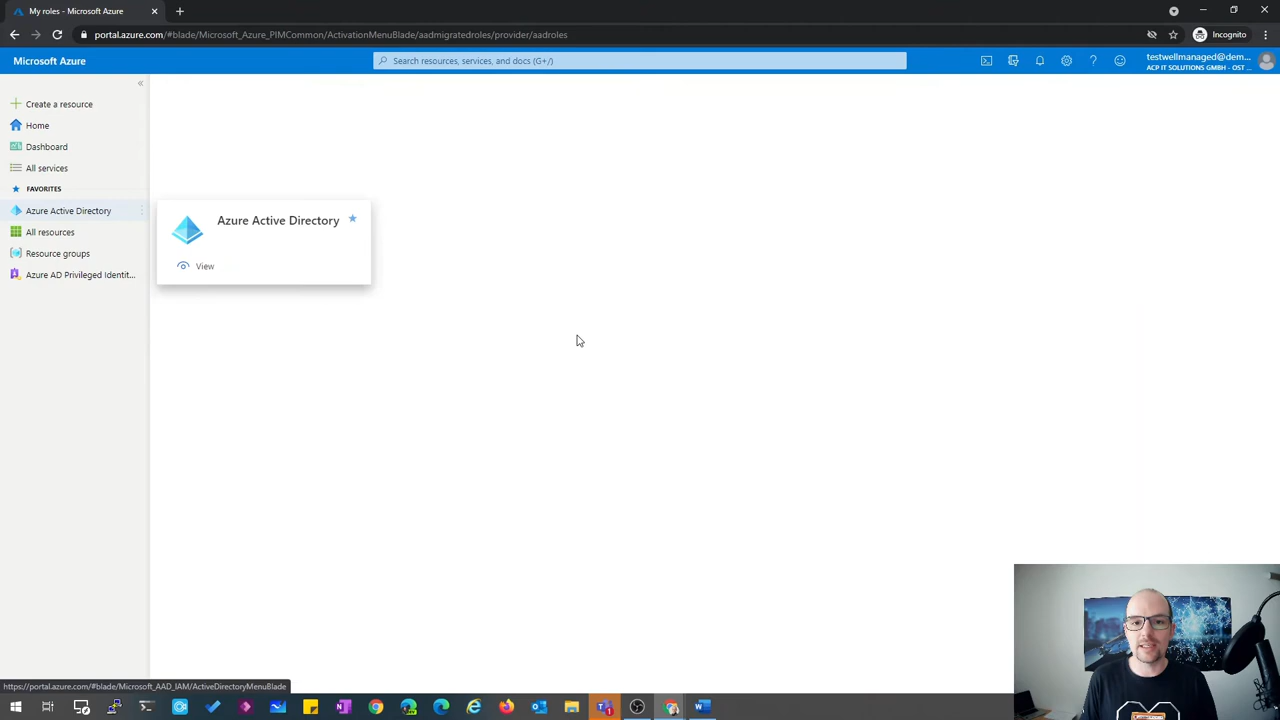 My roles - Microsoft Azure
portal.azure.com/#blade/Microsoft_Azure_PIMCommon/ActivationMenuBlade/aadmigratedroles/provider/aadroles
Incognito
Microsoft Azure
Search resources, services, and docs (G+/)
testwellmanaged@dem...
ACP IT SOLUTIONS GMBH - OST ...
Create a resource
Home
Dashboard
All services
FAVORITES
Azure Active Directory
All resources
Resource groups
Azure AD Privileged Identit...
Azure Active Directory
View
https://portal.azure.com/#blade/Microsoft_AAD_IAM/ActiveDirectoryMenuBlade